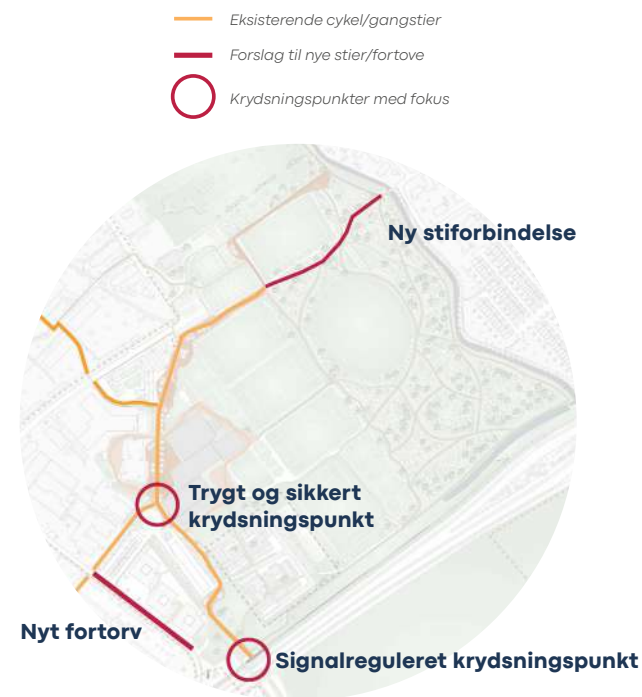 Eksisterende cykel/gangstier
Forslag til nye stier/fortove
Krydsningspunkter med fokus
Ny stiforbindelse
Trygt og sikkert
krydsningspunkt
Nyt fortorv
Signalreguleret krydsningspunkt